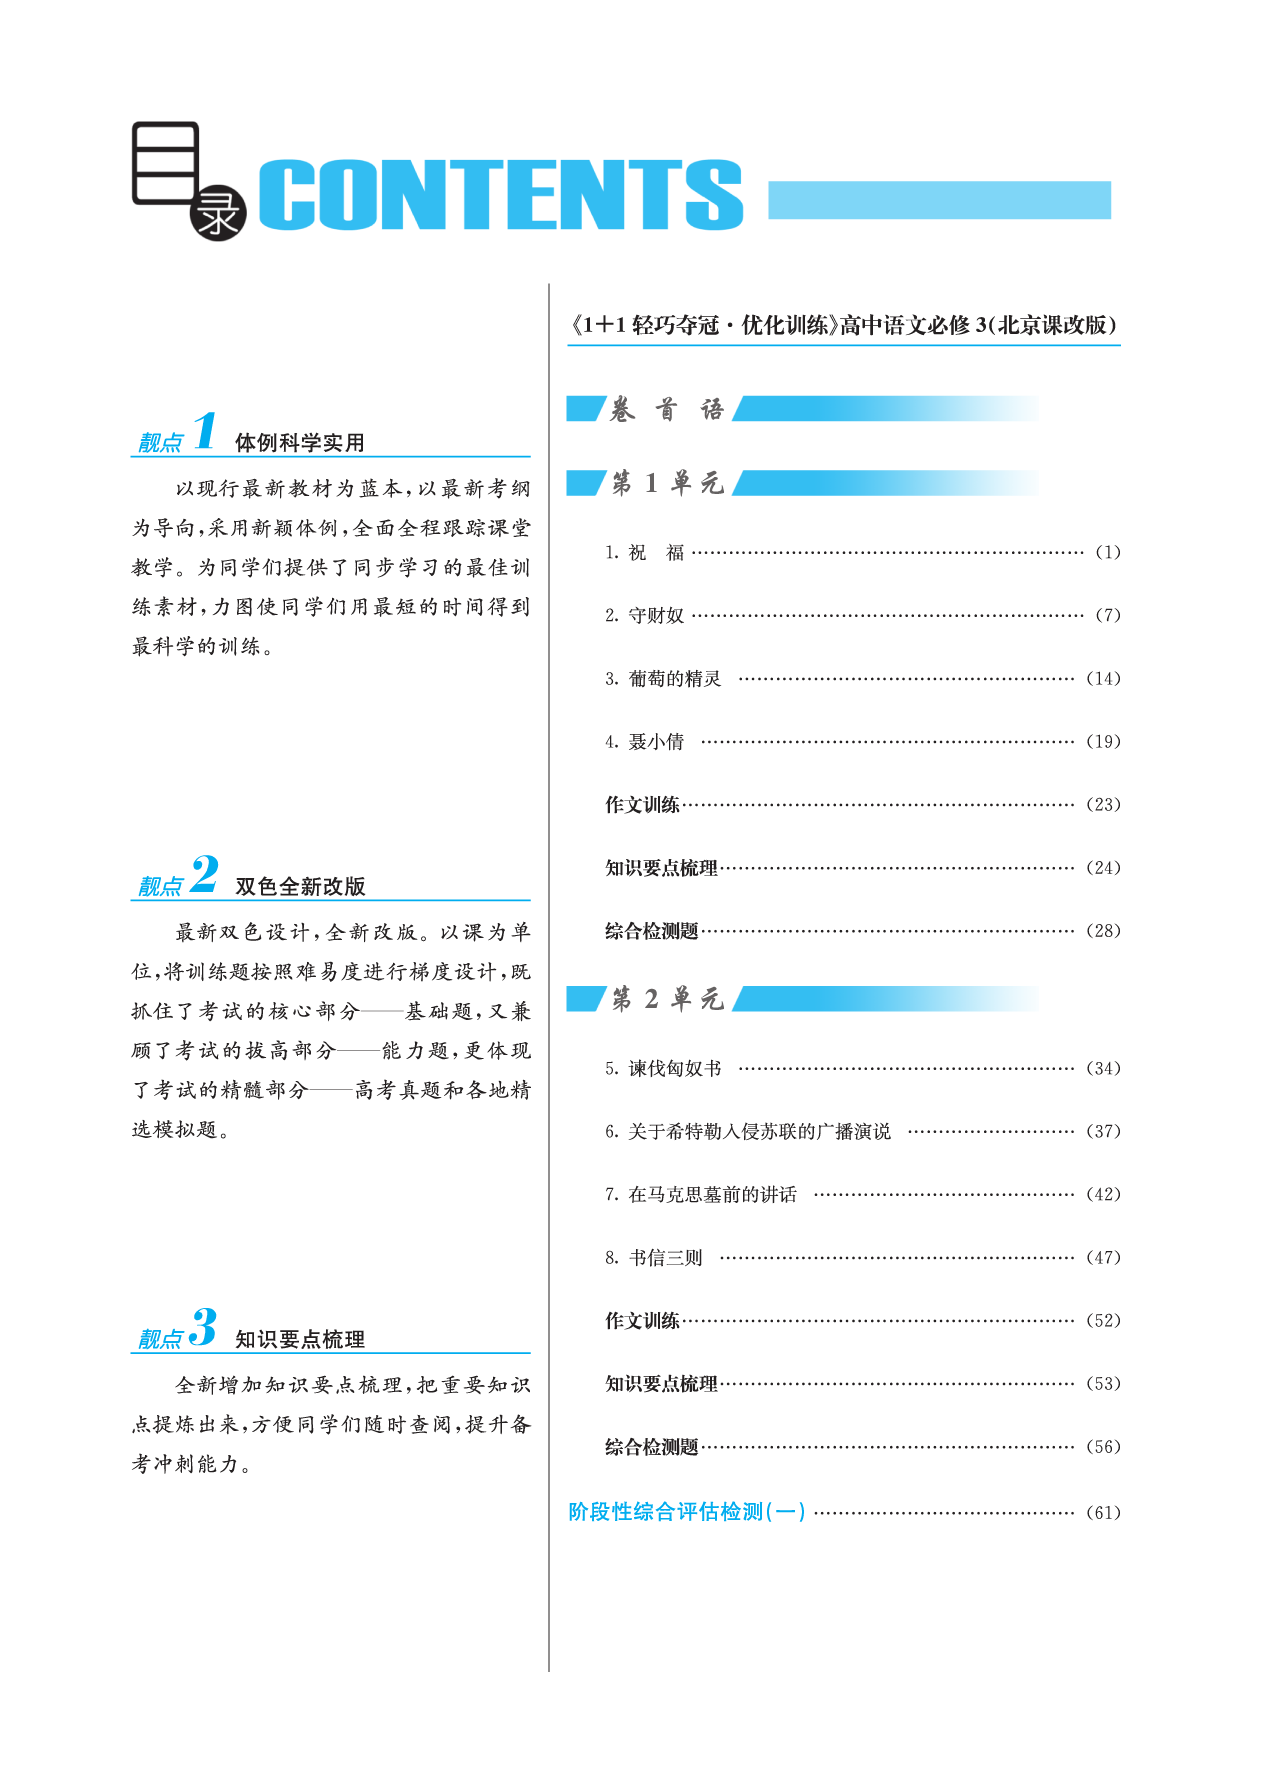 目录 CONTENTS
靓点1 体例科学实用
以现行最新教材为蓝本,以最新考纲
为导向,采用新颖体例,全面全程跟踪课堂
教学。为同学们提供了同步学习的最佳训
练素材,力图使同学们用最短的时间得到
最科学的训练。
靓点2 双色全新改版
最新双色设计,全新改版。以课为单
位,将训练题按照难易度进行梯度设计,既
抓住了考试的核心部分——基础题,又兼
顾了考试的拔高部分——能力题,更体现
了考试的精髓部分——高考真题和各地精
选模拟题。
靓点3 知识要点梳理
全新增加知识要点梳理,把重要知识
点提炼出来,方便同学们随时查阅,提升备
考冲刺能力。
《1+1轻巧夺冠·优化训练》高中语文必修3(北京课改版)
卷 首 语
第 1 单 元
1. 祝 福 …………………………………………………… (1)
2. 守财奴 …………………………………………………… (7)
3. 葡萄的精灵 ……………………………………………… (14)
4. 聂小倩 …………………………………………………… (19)
作文训练…………………………………………………… (23)
知识要点梳理……………………………………………… (24)
综合检测题………………………………………………… (28)
第 2 单 元
5. 谏伐匈奴书 ……………………………………………… (34)
6. 关于希特勒入侵苏联的广播演说 ……………………… (37)
7. 在马克思墓前的讲话 …………………………………… (42)
8. 书信三则 ………………………………………………… (47)
作文训练…………………………………………………… (52)
知识要点梳理……………………………………………… (53)
综合检测题………………………………………………… (56)
阶段性综合评估检测(一) …………………………………… (61)